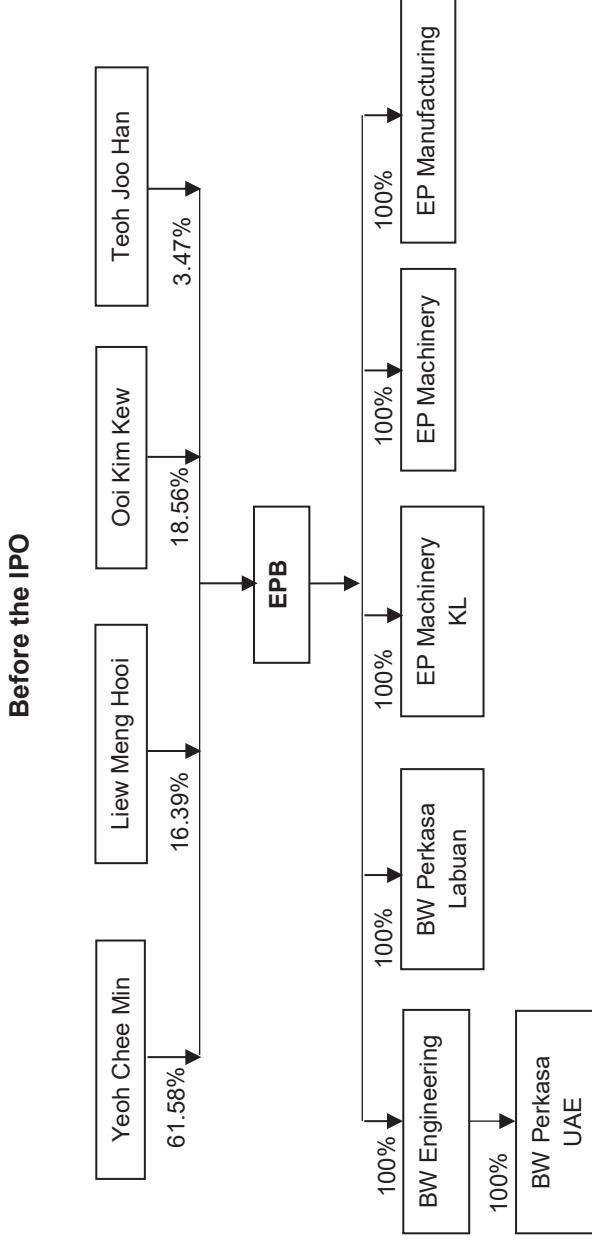 Before the IPO
Yeoh Chee Min
Liew Meng Hooi
Ooi Kim Kew
Teoh Joo Han
61.58%
16.39%
18.56%
3.47%
EPB
100%
100%
100%
100%
100%
BW Engineering
BW Perkasa
Labuan
EP Machinery
KL
EP Machinery
EP Manufacturing
100%
BW Perkasa
UAE